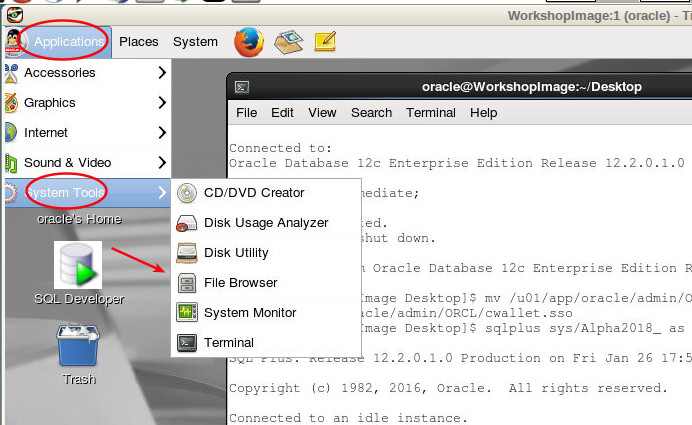 WorkshopImage:1 (oracle) - Ti
Applications Places System
Accessories
Graphics
Internet
Sound & Video
System Tools
CD/DVD Creator
Disk Usage Analyzer
Disk Utility
File Browser
System Monitor
Terminal
oracle's Home
SQL Developer
Trash
oracle@WorkshopImage:~/Desktop
File Edit View Search Terminal Help
Connected to:
Oracle Database 12c Enterprise Edition Release 12.2.0.1.0
mediate;
ed.
shut down.
Oracle Database 12c Enterprise Edition R
Image Desktop]$ mv /u01/app/oracle/admin/O
acle/admin/ORCL/cwallet.sso
Image Desktop]$ sqlplus sys/Alpha2018_ as
SQL*Plus: Release 12.2.0.1.0 Production on Fri Jan 26 17:5
Copyright (c) 1982, 2016, Oracle.  All rights reserved.
Connected to an idle instance.